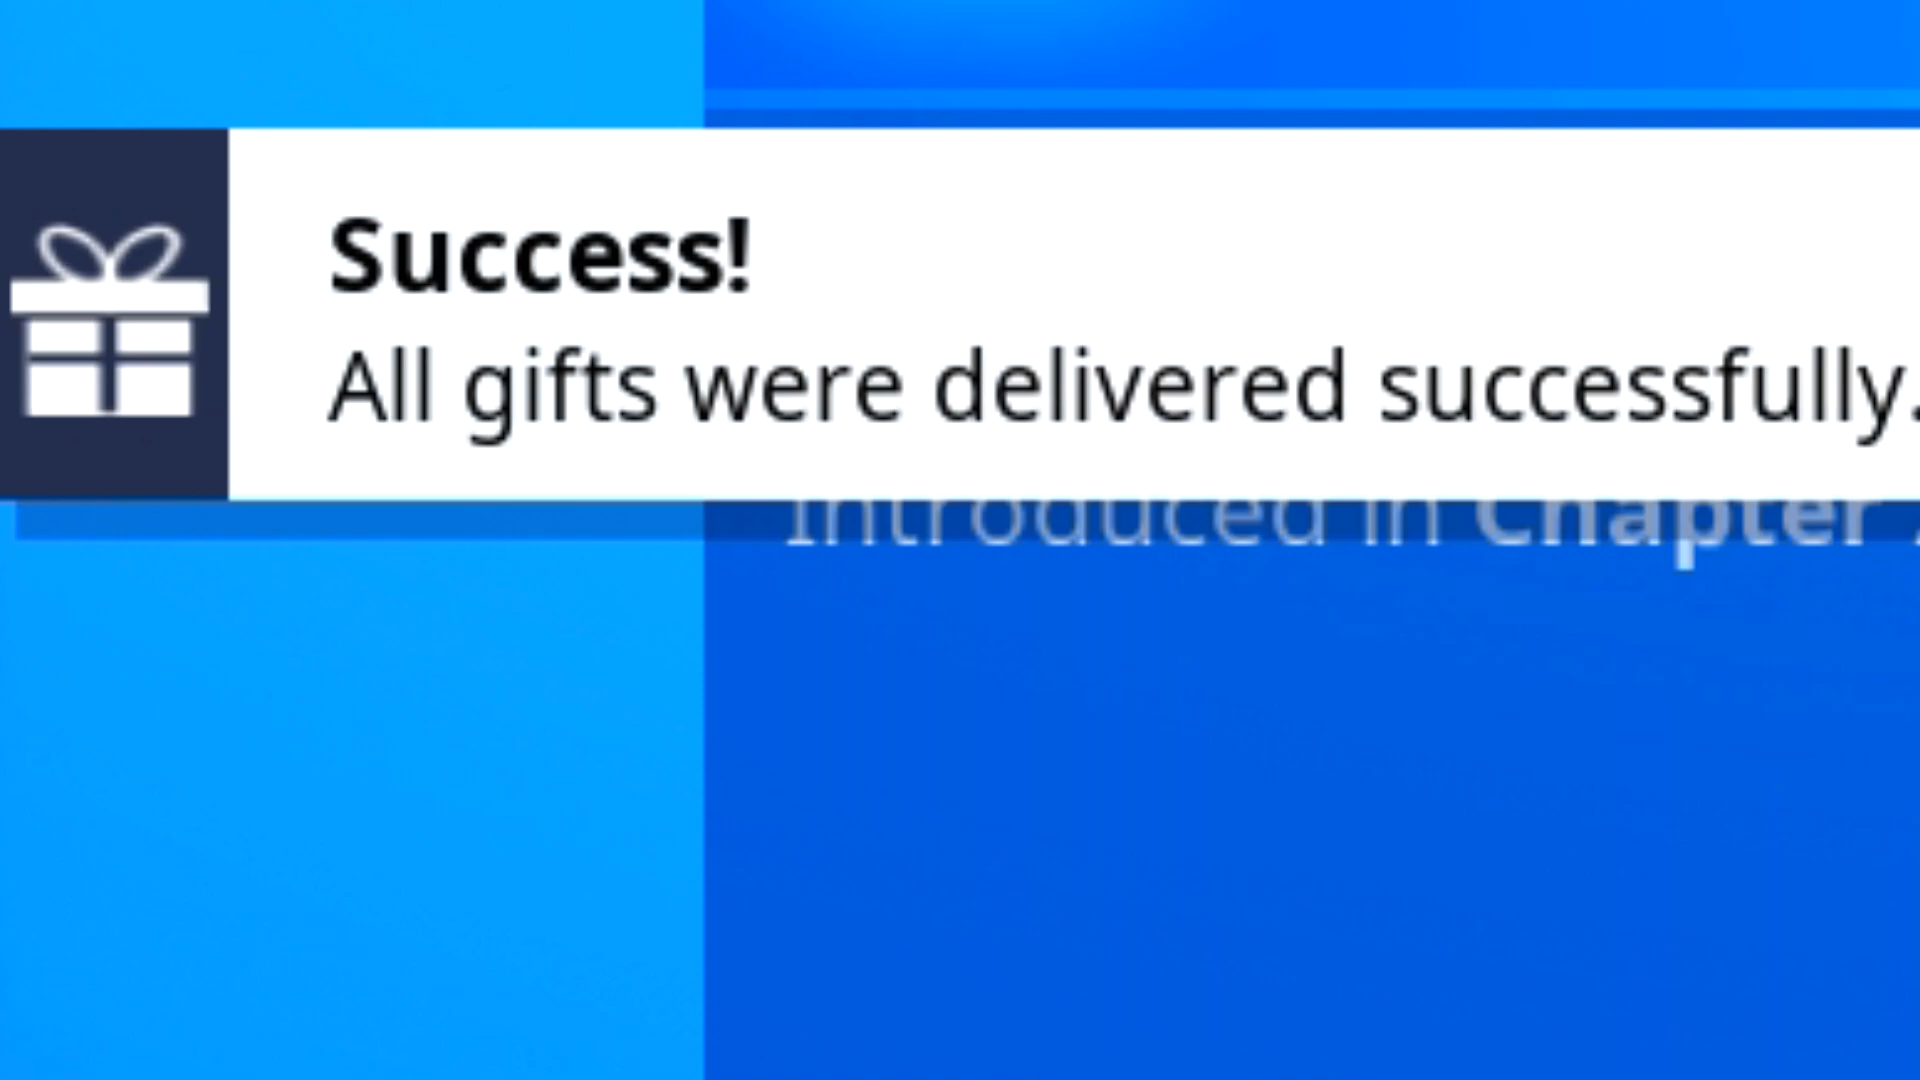 Success!
All gifts were delivered successfully.
Introduced in Chapter